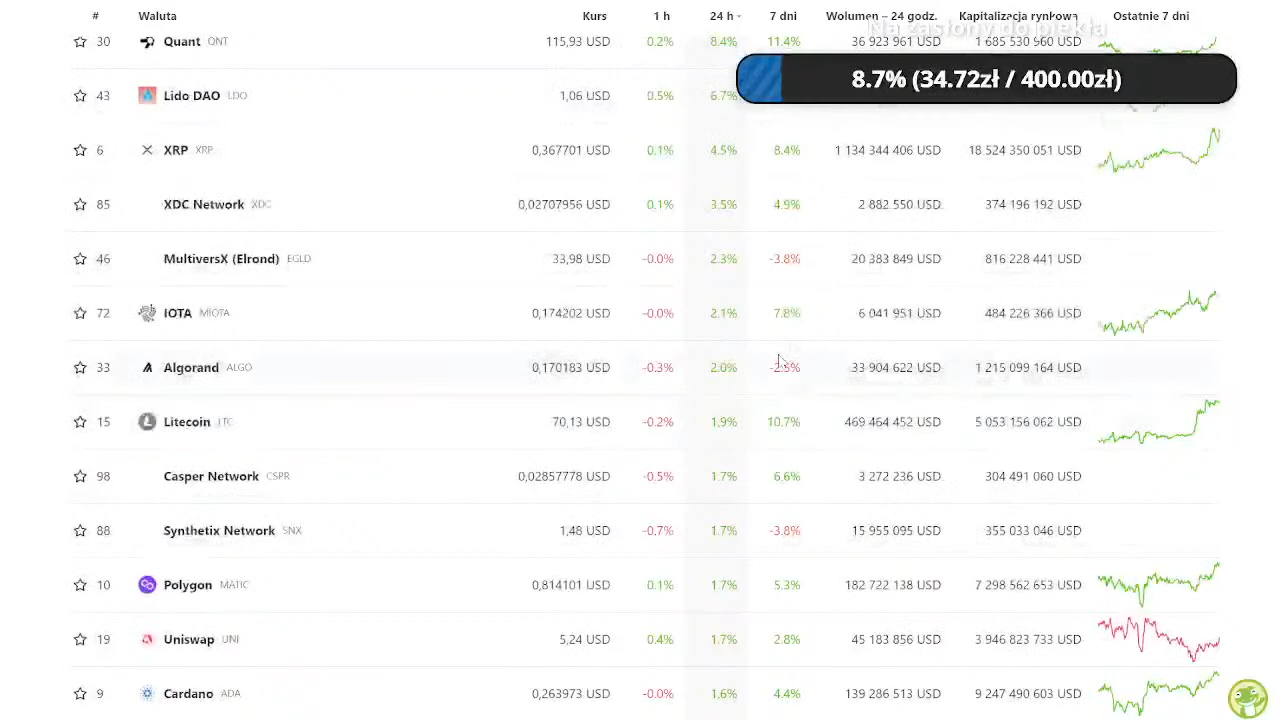 # Waluta Kurs 1 h 24 h 7 dni Wolumen – 24 godz. Kapitalizacja rynkowa Ostatnie 7 dni
Na zasłony do piekła
30 Quant QNT 115,93 USD 0.2% 8.4% 11.4% 36 923 961 USD 1 685 530 960 USD
8.7% (34.72zł / 400.00zł)
43 Lido DAO LDO 1,06 USD 0.5% 6.7%
6 XRP XRP 0,367701 USD 0.1% 4.5% 8.4% 1 134 344 406 USD 18 524 350 051 USD
85 XDC Network XDC 0,02707956 USD 0.1% 3.5% 4.9% 2 882 550 USD 374 196 192 USD
46 MultiversX (Elrond) EGLD 33,98 USD -0.0% 2.3% -3.8% 20 383 849 USD 816 228 441 USD
72 IOTA MIOTA 0,174202 USD -0.0% 2.1% 7.8% 6 041 951 USD 484 226 366 USD
33 Algorand ALGO 0,170183 USD -0.3% 2.0% 33 904 622 USD 1 215 099 164 USD
15 Litecoin LTC 70,13 USD -0.2% 1.9% 10.7% 469 464 452 USD 5 053 156 062 USD
98 Casper Network CSPR 0,02857778 USD -0.5% 1.7% 6.6% 3 272 236 USD 304 491 060 USD
88 Synthetix Network SNX 1,48 USD -0.7% 1.7% -3.8% 15 955 095 USD 355 033 046 USD
10 Polygon MATIC 0,814101 USD 0.1% 1.7% 5.3% 182 722 138 USD 7 298 562 653 USD
19 Uniswap UNI 5,24 USD 0.4% 1.7% 2.8% 45 183 856 USD 3 946 823 733 USD
9 Cardano ADA 0,263973 USD -0.0% 1.6% 4.4% 139 286 513 USD 9 247 490 603 USD